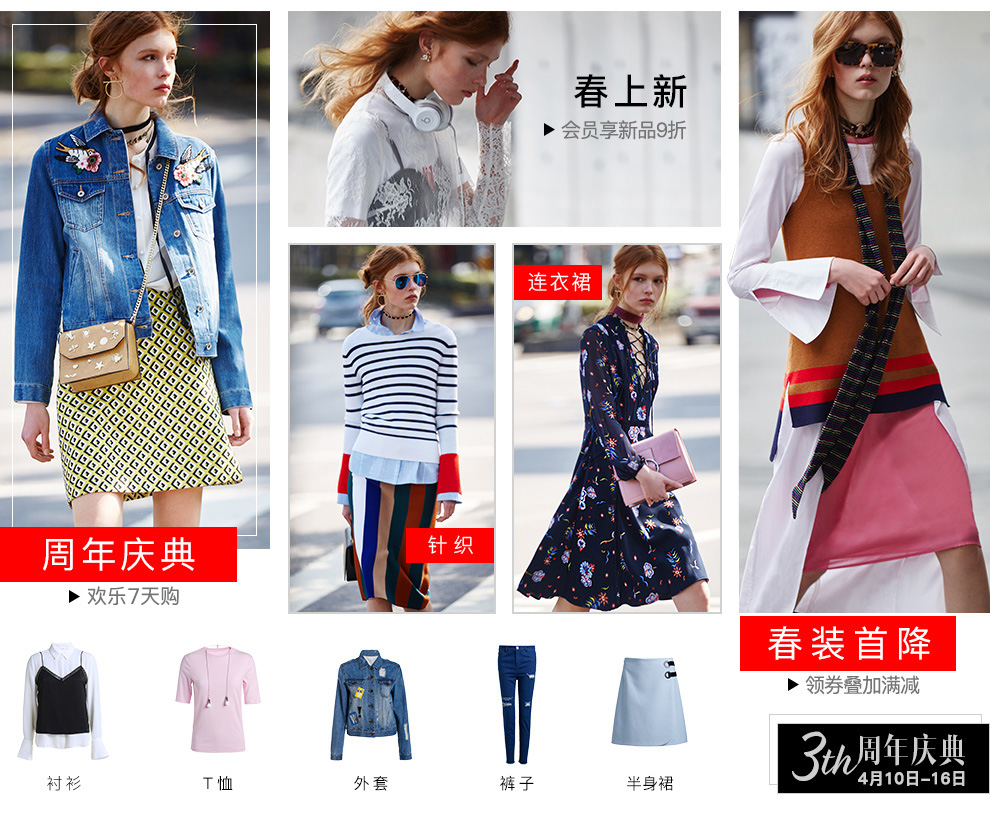 周年庆典
欢乐7天购
春上新
会员享新品9折
针织
连衣裙
春装首降
领券叠加满减
衬衫
T恤
外套
裤子
半身裙
3th周年庆典
4月10日-16日